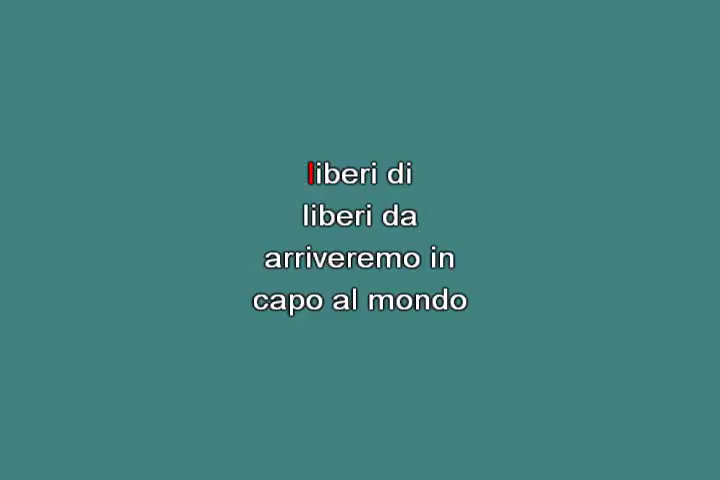 liberi di
liberi da
arriveremo in
capo al mondo